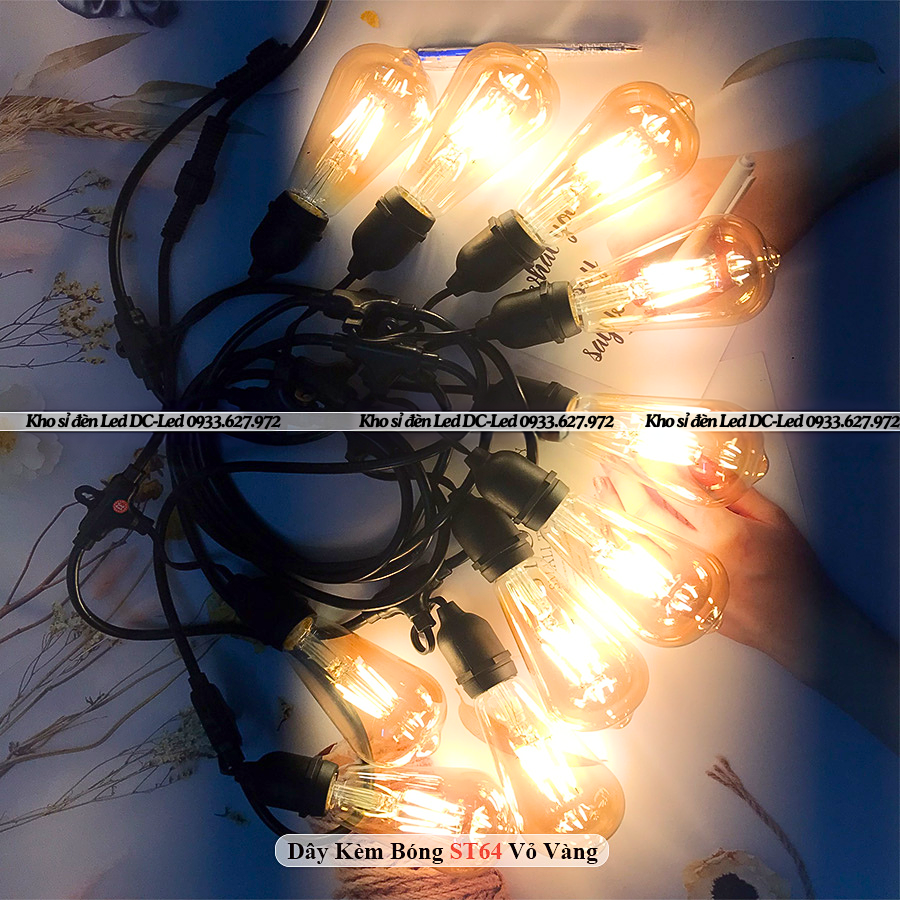 Kho sỉ đèn Led DC-Led 0933.627.972 Kho sỉ đèn Led DC-Led 0933.627.972 Kho sỉ đèn Led DC-Led 0933.627.972
Dây Kèm Bóng ST64 Vỏ Vàng